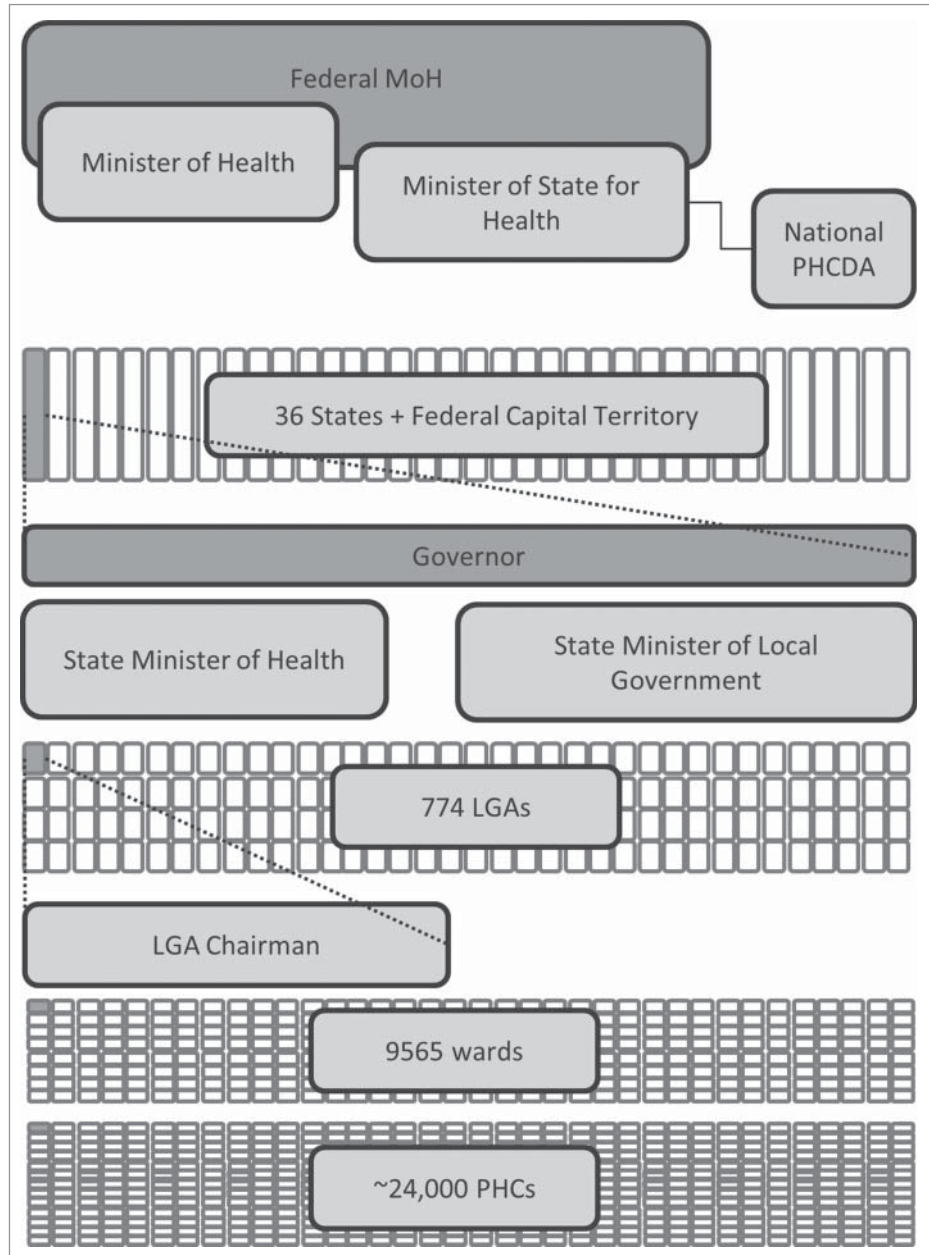 Federal MoH
Minister of Health
Minister of State for
Health
National
PHCDA
36 States + Federal Capital Territory
Governor
State Minister of Health
State Minister of Local
Government
774 LGAs
LGA Chairman
9565 wards
~24,000 PHCs